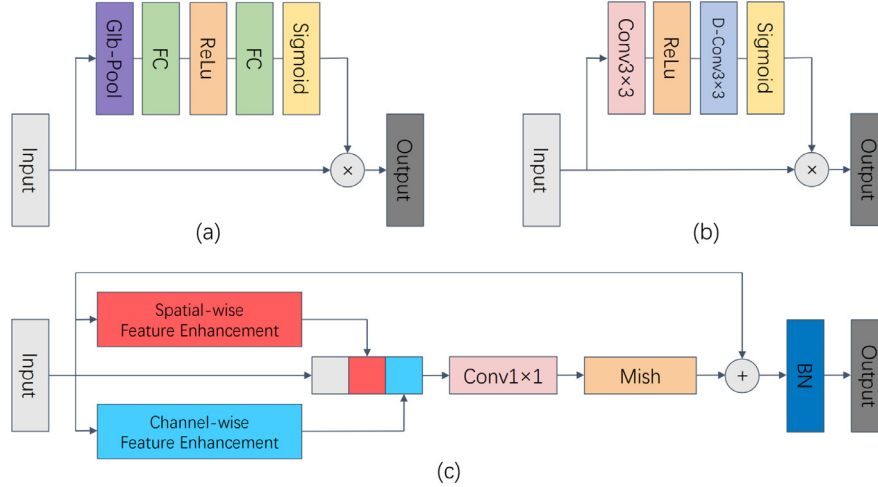 Input
Glb-Pool
FC
ReLu
FC
Sigmoid
×
Output
(a)
Input
Conv3×3
ReLu
D-Conv3×3
Sigmoid
×
Output
(b)
Input
Spatial-wise
Feature Enhancement
Channel-wise
Feature Enhancement
Conv1×1
Mish
+
BN
Output
(c)